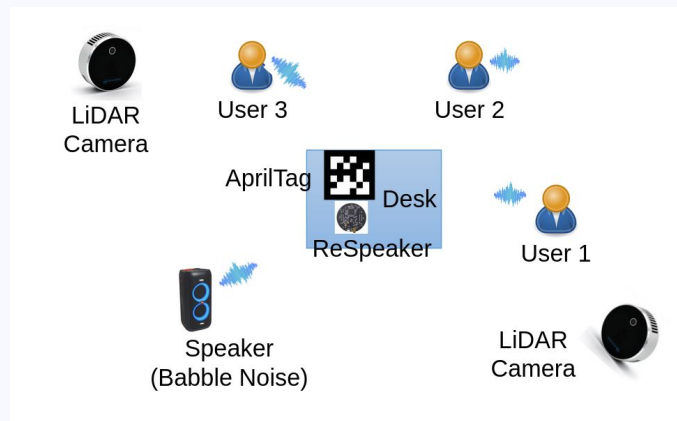 LiDAR
Camera
User 3
User 2
AprilTag
Desk
ReSpeaker
User 1
Speaker
(Babble Noise)
LiDAR
Camera